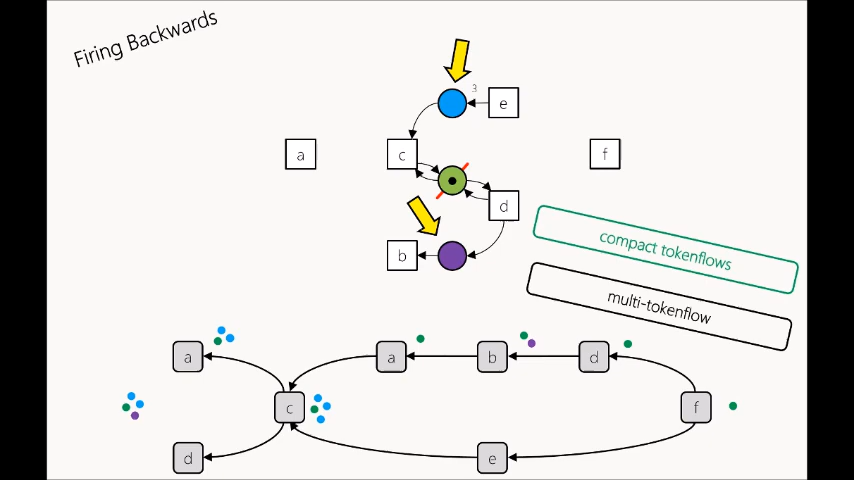 Firing Backwards
3
e
a
c
f
d
b
compact tokenflows
multi-tokenflow
a
a
b
d
c
f
d
e